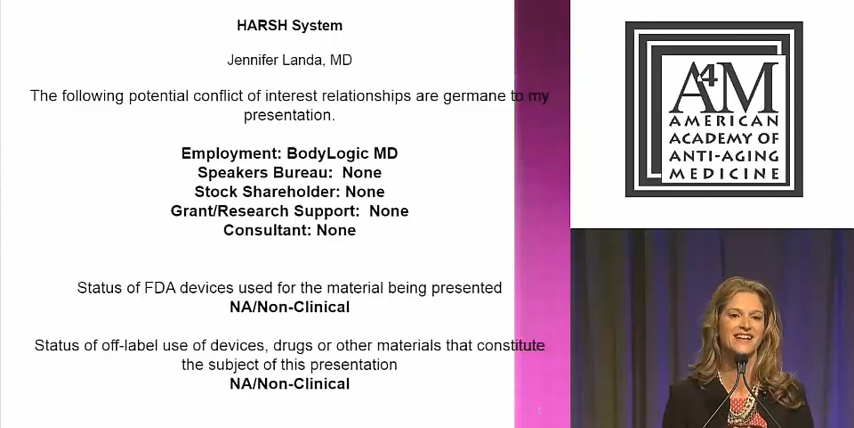 HARSH System
Jennifer Landa, MD
The following potential conflict of interest relationships are germane to my
presentation.
Employment: BodyLogic MD
Speakers Bureau: None
Stock Shareholder: None
Grant/Research Support: None
Consultant: None
Status of FDA devices used for the material being presented
NA/Non-Clinical
Status of off-label use of devices, drugs or other materials that constitute
the subject of this presentation
NA/Non-Clinical
1
A4M
AMERICAN
ACADEMY OF
ANTI-AGING
MEDICINE